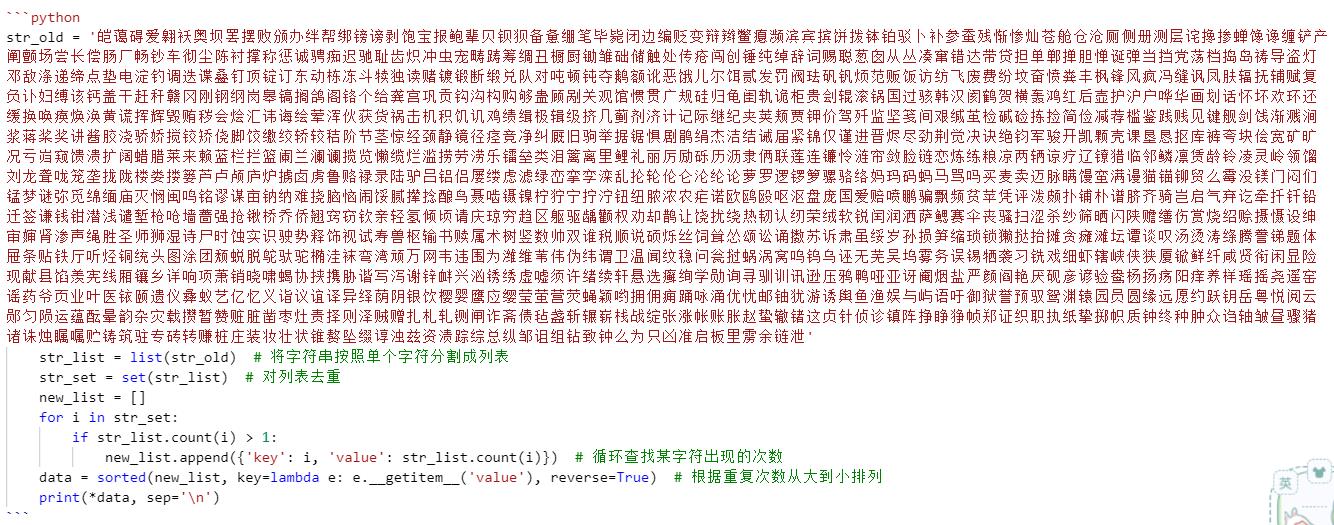 ```python
str_old = '皑蔼碍爱翱袄奥坝罢摆败颁办绊帮绑镑谤剥饱宝报鲍辈贝钡狈备惫绷笔毕毙闭边编贬变辩辫鳖瘪濒滨宾摈饼拨钵铂驳卜补参蚕残惭惨灿苍舱仓沧厕侧册测层诧搀掺蝉馋谗缠铲产
阐颤场尝长偿肠厂畅钞车彻尘陈衬撑称惩诚骋痴迟驰耻齿炽冲虫宠畴踌筹绸丑橱厨锄雏础储触处传疮闯创锤纯绰辞词赐聪葱囱从丛凑窜错达带贷担单郸掸胆惮诞弹当挡党荡档捣岛祷导盗灯
邓敌涤递缔点垫电淀钓调迭谍叠钉顶锭订东动栋冻斗犊独读赌镀锻断缎兑队对吨顿钝夺鹅额讹恶饿儿尔饵贰发罚阀珐矾钒烦范贩饭访纺飞废费纷坟奋愤粪丰枫锋风疯冯缝讽凤肤辐抚辅赋复
负讣妇缚该钙盖干赶秆赣冈刚钢纲岗皋镐搁鸽阁铬个给龚宫巩贡钩沟构购够蛊顾剐关观馆惯贯广规硅归龟闺轨诡柜贵刽辊滚锅国过骇韩汉阂鹤贺横轰鸿红后壶护沪户哗华画划话怀坏欢环还
缓换唤痪焕涣黄谎挥辉毁贿秽会烩汇讳诲绘荤浑伙获货祸击机积饥讥鸡绩缉极辑级挤几蓟剂济计记际继纪夹荚颊贾钾价驾歼监坚笺间艰缄茧检碱硷拣捡简俭减荐槛鉴践贱见键舰剑饯渐溅涧
浆蒋桨奖讲酱胶浇骄娇搅铰矫侥脚饺缴绞轿较秸阶节茎惊经颈静镜径痉竞净纠厩旧驹举据锯惧剧鹃绢杰洁结诫届紧锦仅谨进晋烬尽劲荆觉决诀绝钧军骏开凯颗壳课垦恳抠库裤夸块侩宽矿旷
况亏岿窥馈溃扩阔蜡腊莱来赖蓝栏拦篮阑兰澜谰揽览懒缆烂滥捞劳涝乐镭垒类泪篱离里鲤礼丽厉励砾历沥隶俩联莲连镰怜涟帘敛脸链恋炼练粮凉两辆谅疗辽镣猎临邻鳞凛赁龄铃凌灵岭领馏
刘龙聋咙笼垄拢陇楼娄搂篓芦卢颅庐炉掳卤虏鲁赂禄录陆驴吕铝侣屡缕虑滤绿峦挛孪滦乱抡轮伦仑沦纶论萝罗逻锣箩骡骆络妈玛码蚂马骂吗买麦卖迈脉瞒馒蛮满谩猫锚铆贸么霉没镁门闷们
锰梦谜弥觅绵缅庙灭悯闽鸣铭谬谋亩钠纳难挠脑恼闹馁腻撵捻酿鸟聂啮镊镍柠狞宁拧泞钮纽脓浓农疟诺欧鸥殴呕沤盘庞国爱赔喷鹏骗飘频贫苹凭评泼颇扑铺朴谱脐齐骑岂启气弃讫牵扦钎铅
迁签谦钱钳潜浅谴堑枪呛墙蔷强抢锹桥乔侨翘窍窃钦亲轻氢倾顷请庆琼穷趋区躯驱龋颧权劝却鹊让饶扰绕热韧认纫荣绒软锐闰润洒萨鳃赛伞丧骚扫涩杀纱筛晒闪陕赡缮伤赏烧绍赊摄慑设绅
审婶肾渗声绳胜圣师狮湿诗尸时蚀实识驶势释饰视试寿兽枢输书赎属术树竖数帅双谁税顺说硕烁丝饲耸怂颂讼诵擞苏诉肃虽绥岁孙损笋缩琐锁獭挞抬摊贪瘫滩坛谭谈叹汤烫涛绦腾誊锑题体
屉条贴铁厅听烃铜统头图涂团颓蜕脱鸵驮驼椭洼袜弯湾顽万网韦违围为潍维苇伟伪纬谓卫温闻纹稳问瓮挝蜗涡窝呜钨乌诬无芜吴坞雾务误锡牺袭习铣戏细虾辖峡侠狭厦锨鲜纤咸贤衔闲显险
现献县馅羡宪线厢镶乡详响项萧销晓啸蝎协挟携胁谐写泻谢锌衅兴汹锈绣虚嘘须许绪续轩悬选癣绚学勋询寻驯训讯逊压鸦鸭哑亚讶阉烟盐严颜阎艳厌砚彦谚验鸯杨扬疡阳痒养样瑶摇尧遥窑
谣药爷页业叶医铱颐遗仪彝蚁艺亿忆义诣议谊译异绎荫阴银饮樱婴鹰应缨莹萤营荧蝇颖哟拥佣痈踊咏涌优忧邮铀犹游诱舆鱼渔娱与屿语吁御狱誉预驭鸳渊辕园员圆缘远愿约跃钥岳粤悦阅云
郧匀陨运蕴酝晕韵杂灾载攒暂赞赃脏凿枣灶责择则泽贼赠扎札轧铡闸诈斋债毡盏斩辗崭栈战绽张涨帐账胀赵蛰辙锗这贞针侦诊镇阵挣睁狰帧郑证织职执纸挚掷帜质钟终种肿众诌轴皱昼骤猪
诸诛烛瞩嘱贮铸筑驻专砖转赚桩庄装妆壮状锥赘坠缀谆浊兹资渍踪综总纵邹诅组钻致钟么为只凶准启板里雳余链泄'
str_list = list(str_old)  # 将字符串按照单个字符分割成列表
str_set = set(str_list)  # 对列表去重
new_list = []
for i in str_set:
if str_list.count(i) > 1:
new_list.append({'key': i, 'value': str_list.count(i)})  # 循环查找某字符出现的次数
data = sorted(new_list, key=lambda e: e.__getitem__('value'), reverse=True)  # 根据重复次数从大到小排列
print(*data, sep='\n')
```
英